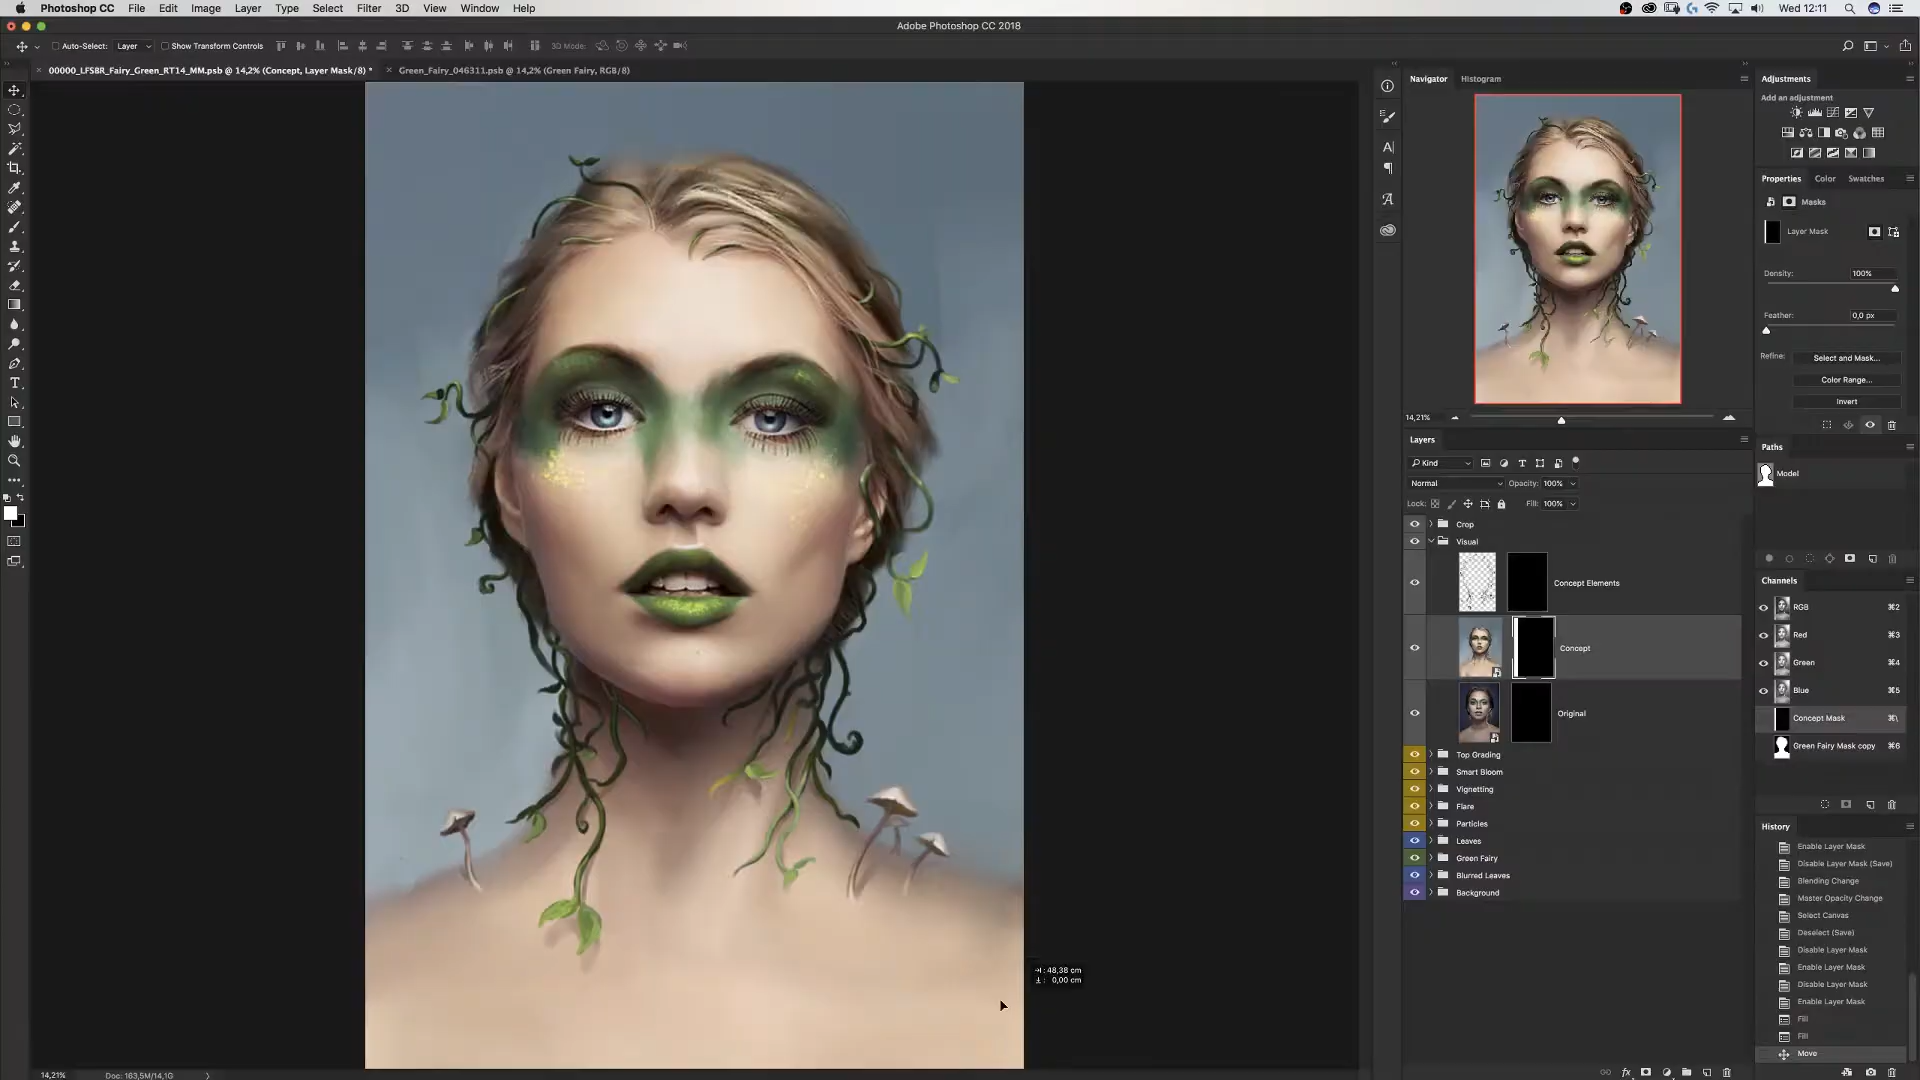 Photoshop CC File Edit Image Layer Type Select Filter 3D View Window Help Wed 12:11
Adobe Photoshop CC 2018
Auto-Select: Layer Show Transform Controls 3D Mode:
00000_LFSBR_Fairy_Green_RT14_MM.psb @ 14,2% (Concept, Layer Mask/8) * Green_Fairy_046311.psb @ 14,2% (Green Fairy, RGB/8)
Navigator Histogram
14,21%
Layers
Kind
Normal Opacity: 100%
Lock: Fill: 100%
Crop
Visual
Concept Elements
Concept
Original
Top Grading
Smart Bloom
Vignetting
Flare
Particles
Leaves
Green Fairy
Blurred Leaves
Background
Adjustments
Add an adjustment
Properties Color Swatches
Masks
Layer Mask
Density: 100%
Feather: 0,0 px
Refine: Select and Mask...
Color Range...
Invert
Paths
Model
Channels
RGB ⌘2
Red ⌘3
Green ⌘4
Blue ⌘5
Concept Mask ⌘\
Green Fairy Mask copy ⌘6
History
Enable Layer Mask
Disable Layer Mask (Save)
Blending Change
Master Opacity Change
Select Canvas
Deselect (Save)
Disable Layer Mask
Enable Layer Mask
Disable Layer Mask
Enable Layer Mask
Fill
Fill
Move
: 48,38 cm
: 0,00 cm
14,21% Doc: 163,5M/14,1G